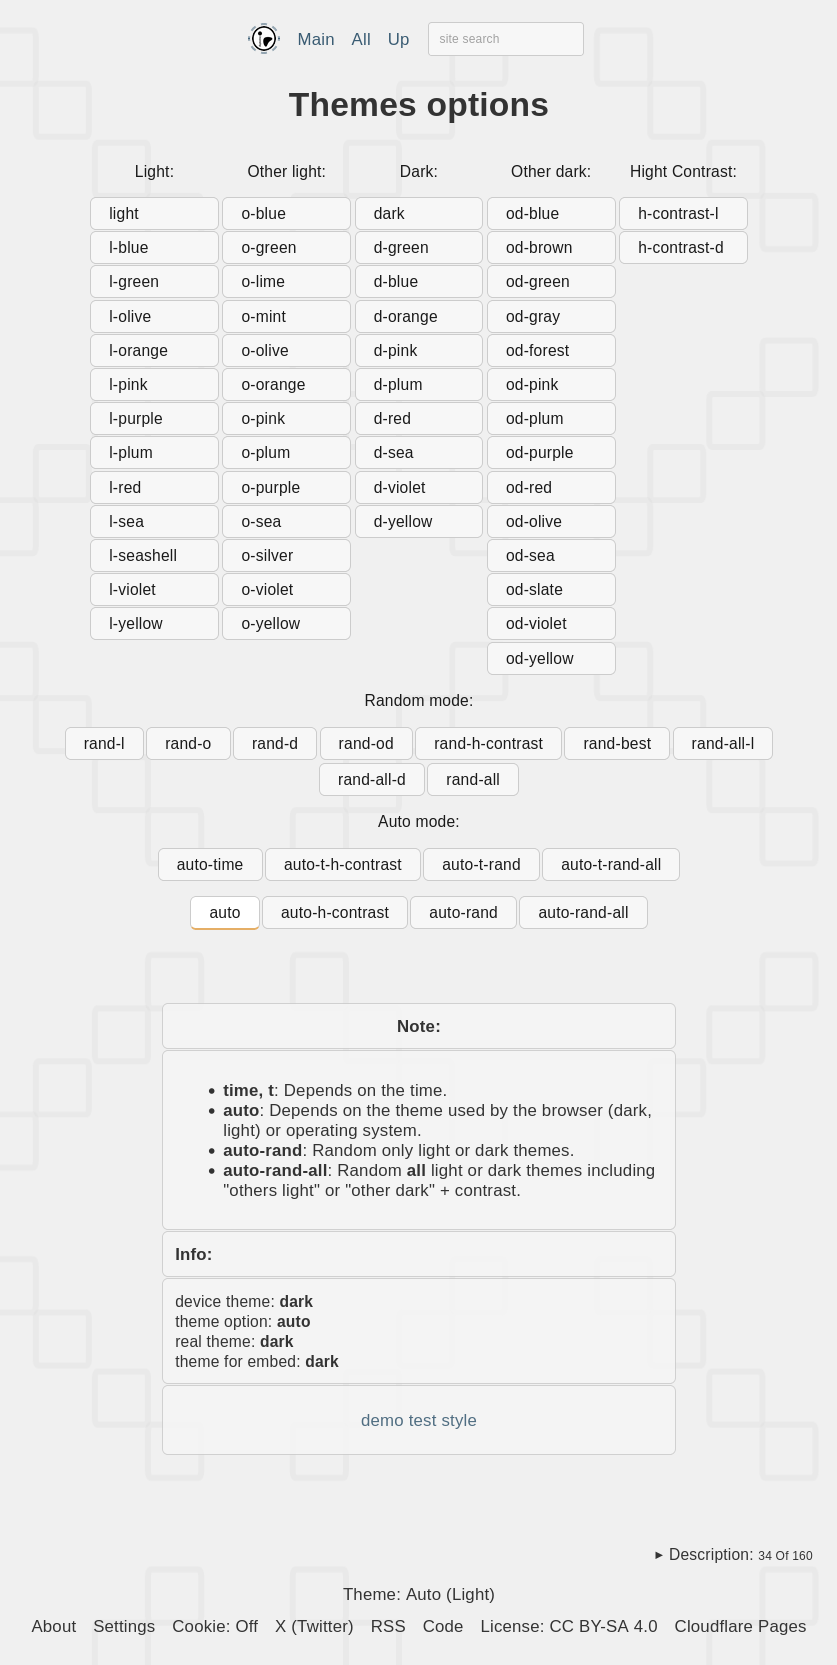 Main All Up site search
Themes options
Light:
light
l-blue
l-green
l-olive
l-orange
l-pink
l-purple
l-plum
l-red
l-sea
l-seashell
l-violet
l-yellow
Other light:
o-blue
o-green
o-lime
o-mint
o-olive
o-orange
o-pink
o-plum
o-purple
o-sea
o-silver
o-violet
o-yellow
Dark:
dark
d-green
d-blue
d-orange
d-pink
d-plum
d-red
d-sea
d-violet
d-yellow
Other dark:
od-blue
od-brown
od-green
od-gray
od-forest
od-pink
od-plum
od-purple
od-red
od-olive
od-sea
od-slate
od-violet
od-yellow
Hight Contrast:
h-contrast-l
h-contrast-d
Random mode:
rand-l rand-o rand-d rand-od rand-h-contrast rand-best rand-all-l
rand-all-d rand-all
Auto mode:
auto-time auto-t-h-contrast auto-t-rand auto-t-rand-all
auto auto-h-contrast auto-rand auto-rand-all
Note:
• time, t: Depends on the time.
• auto: Depends on the theme used by the browser (dark,
light) or operating system.
• auto-rand: Random only light or dark themes.
• auto-rand-all: Random all light or dark themes including
"others light" or "other dark" + contrast.
Info:
device theme: dark
theme option: auto
real theme: dark
theme for embed: dark
demo test style
▸ Description: 34 Of 160
Theme: Auto (Light)
About Settings Cookie: Off X (Twitter) RSS Code License: CC BY-SA 4.0 Cloudflare Pages